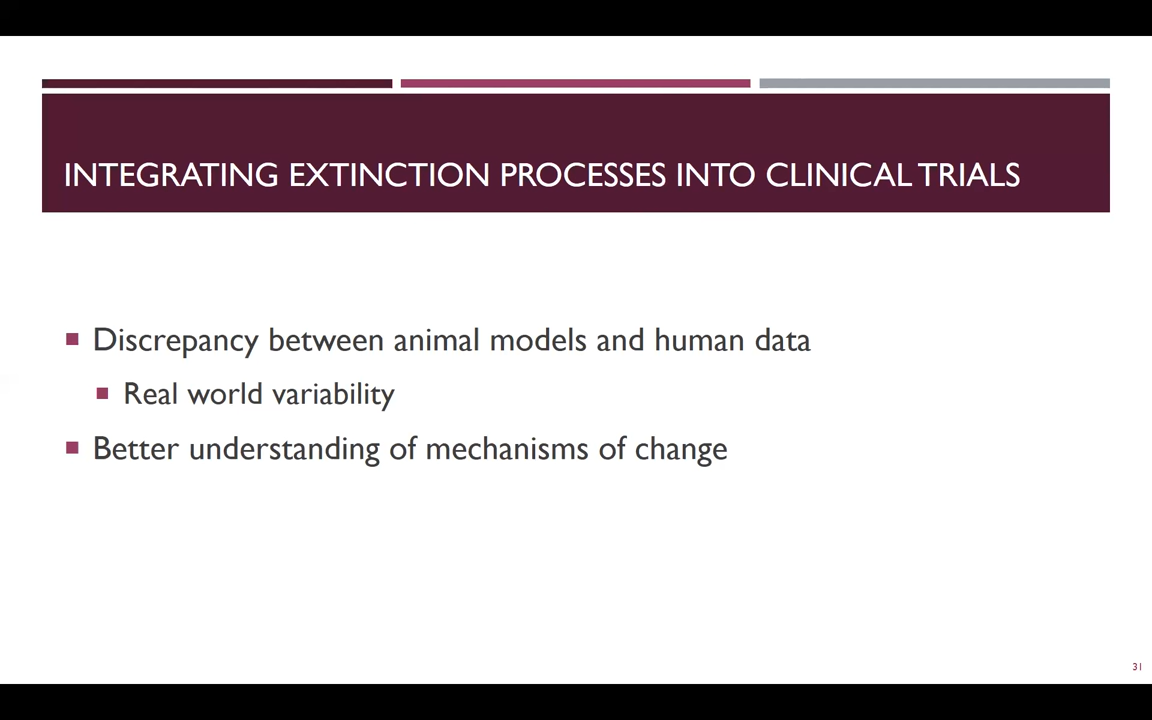 INTEGRATING EXTINCTION PROCESSES INTO CLINICAL TRIALS
Discrepancy between animal models and human data
Real world variability
Better understanding of mechanisms of change
31